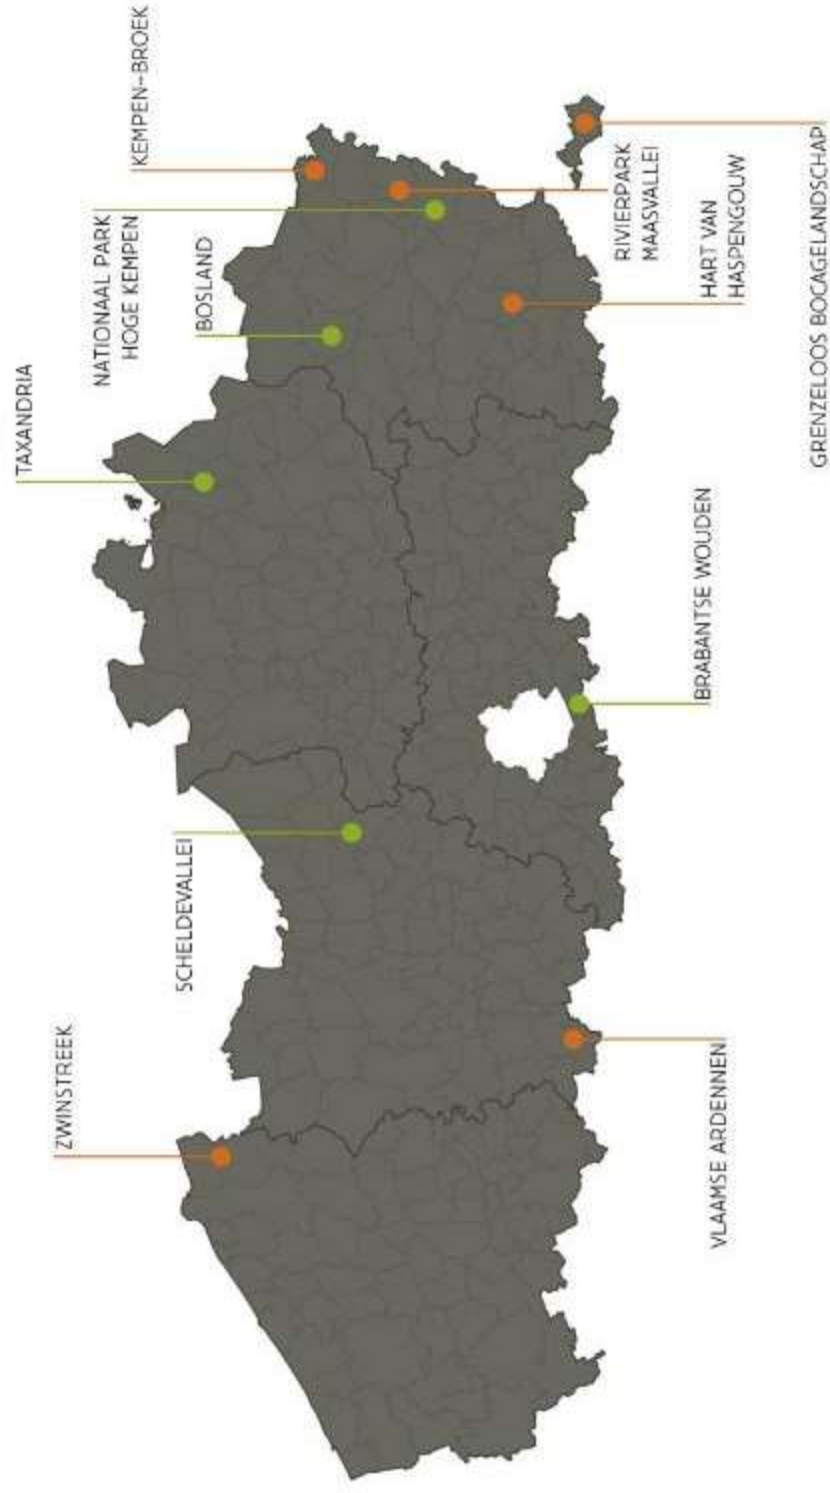 ZWINSTREEK
SCHELDEVALLEI
TAXANDRIA
NATIONAAL PARK
HOGE KEMPEN
KEMPEN-BROEK
BOSLAND
RIVIERPARK
MAASVALLEI
HART VAN
HASPENGOUW
BRABANTSE WOUDEN
VLAAMSE ARDENNEN
GRENZELOOS BOCAGELANDSCHAP